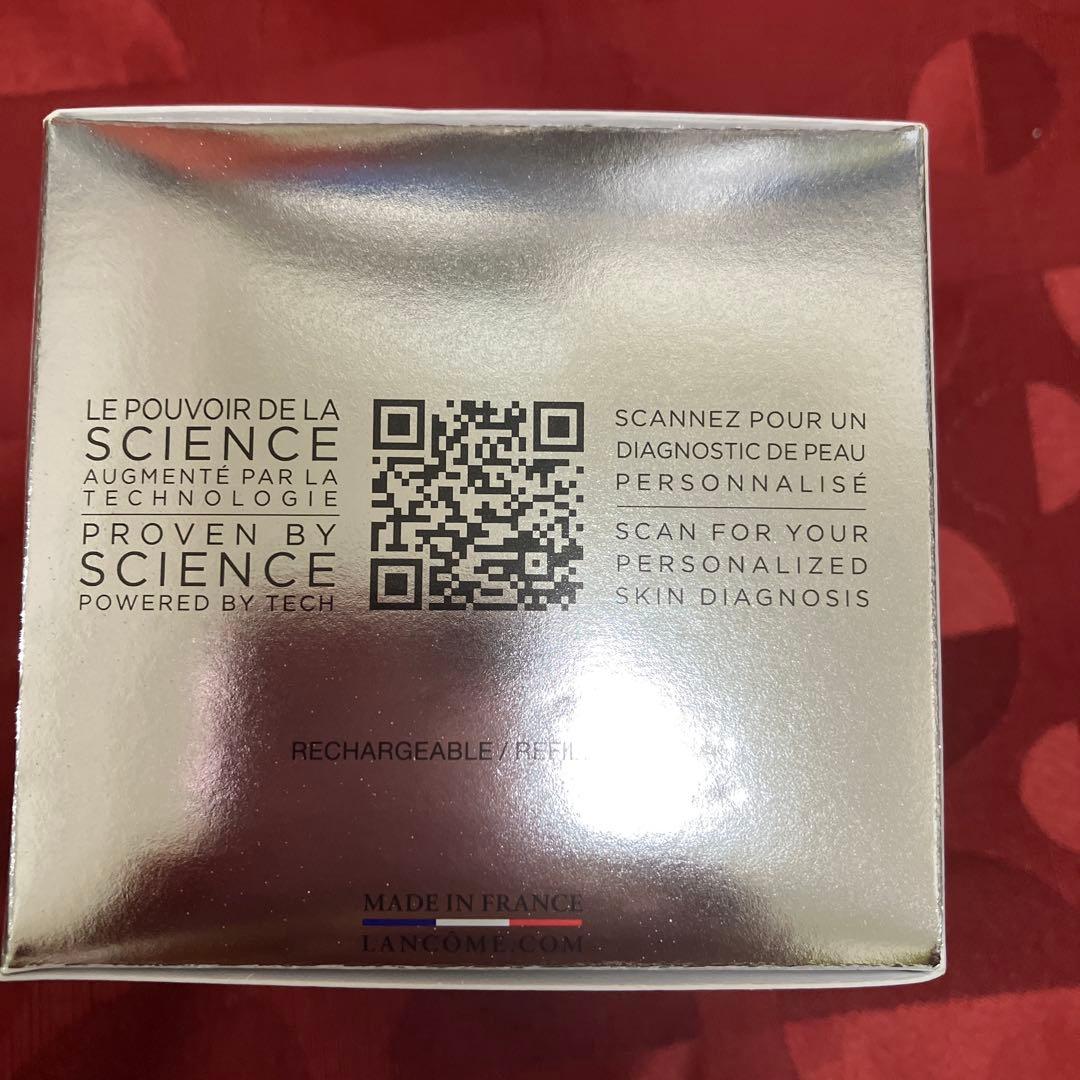 LE POUVOIR DE LA
SCIENCE
AUGMENTÉ PAR LA
TECHNOLOGIE
PROVEN BY
SCIENCE
POWERED BY TECH
SCANNEZ POUR UN
DIAGNOSTIC DE PEAU
PERSONNALISÉ
SCAN FOR YOUR
PERSONALIZED
SKIN DIAGNOSIS
RECHARGEABLE /
MADE IN FRANCE
LANCÔME.COM